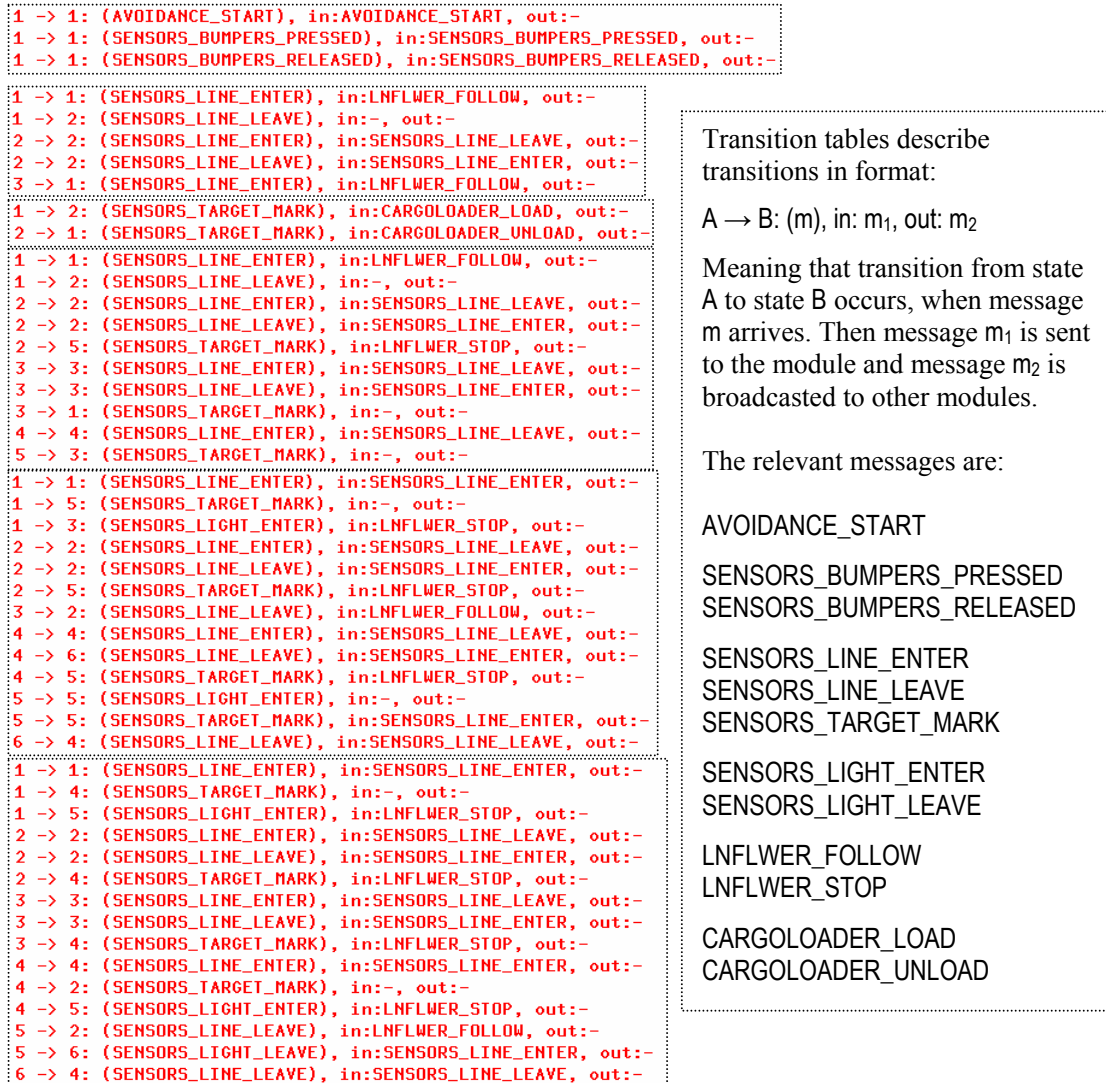 1 -> 1: (AVOIDANCE_START), in:AVOIDANCE_START, out:-
1 -> 1: (SENSORS_BUMPERS_PRESSED), in:SENSORS_BUMPERS_PRESSED, out:-
1 -> 1: (SENSORS_BUMPERS_RELEASED), in:SENSORS_BUMPERS_RELEASED, out:-
1 -> 1: (SENSORS_LINE_ENTER), in:LNFLWER_FOLLOW, out:-
1 -> 2: (SENSORS_LINE_LEAVE), in:-, out:-
2 -> 2: (SENSORS_LINE_ENTER), in:SENSORS_LINE_LEAVE, out:-
2 -> 2: (SENSORS_LINE_LEAVE), in:SENSORS_LINE_ENTER, out:-
3 -> 1: (SENSORS_LINE_ENTER), in:LNFLWER_FOLLOW, out:-
1 -> 2: (SENSORS_TARGET_MARK), in:CARGOLOADER_LOAD, out:-
2 -> 1: (SENSORS_TARGET_MARK), in:CARGOLOADER_UNLOAD, out:-
1 -> 1: (SENSORS_LINE_ENTER), in:LNFLWER_FOLLOW, out:-
1 -> 2: (SENSORS_LINE_LEAVE), in:-, out:-
2 -> 2: (SENSORS_LINE_ENTER), in:SENSORS_LINE_LEAVE, out:-
2 -> 2: (SENSORS_LINE_LEAVE), in:SENSORS_LINE_ENTER, out:-
2 -> 5: (SENSORS_TARGET_MARK), in:LNFLWER_STOP, out:-
3 -> 3: (SENSORS_LINE_ENTER), in:SENSORS_LINE_LEAVE, out:-
3 -> 3: (SENSORS_LINE_LEAVE), in:SENSORS_LINE_ENTER, out:-
3 -> 1: (SENSORS_TARGET_MARK), in:-, out:-
4 -> 4: (SENSORS_LINE_ENTER), in:SENSORS_LINE_LEAVE, out:-
5 -> 3: (SENSORS_TARGET_MARK), in:-, out:-
1 -> 1: (SENSORS_LINE_ENTER), in:SENSORS_LINE_ENTER, out:-
1 -> 5: (SENSORS_TARGET_MARK), in:-, out:-
1 -> 3: (SENSORS_LIGHT_ENTER), in:LNFLWER_STOP, out:-
2 -> 2: (SENSORS_LINE_ENTER), in:SENSORS_LINE_LEAVE, out:-
2 -> 2: (SENSORS_LINE_LEAVE), in:SENSORS_LINE_ENTER, out:-
2 -> 5: (SENSORS_TARGET_MARK), in:LNFLWER_STOP, out:-
3 -> 2: (SENSORS_LINE_LEAVE), in:LNFLWER_FOLLOW, out:-
4 -> 4: (SENSORS_LINE_ENTER), in:SENSORS_LINE_LEAVE, out:-
4 -> 6: (SENSORS_LINE_LEAVE), in:SENSORS_LINE_ENTER, out:-
4 -> 5: (SENSORS_TARGET_MARK), in:LNFLWER_STOP, out:-
5 -> 5: (SENSORS_LIGHT_ENTER), in:-, out:-
5 -> 5: (SENSORS_TARGET_MARK), in:SENSORS_LINE_ENTER, out:-
6 -> 4: (SENSORS_LINE_LEAVE), in:SENSORS_LINE_LEAVE, out:-
1 -> 1: (SENSORS_LINE_ENTER), in:SENSORS_LINE_ENTER, out:-
1 -> 4: (SENSORS_TARGET_MARK), in:-, out:-
1 -> 5: (SENSORS_LIGHT_ENTER), in:LNFLWER_STOP, out:-
2 -> 2: (SENSORS_LINE_ENTER), in:SENSORS_LINE_LEAVE, out:-
2 -> 2: (SENSORS_LINE_LEAVE), in:SENSORS_LINE_ENTER, out:-
2 -> 4: (SENSORS_TARGET_MARK), in:LNFLWER_STOP, out:-
3 -> 3: (SENSORS_LINE_ENTER), in:SENSORS_LINE_LEAVE, out:-
3 -> 3: (SENSORS_LINE_LEAVE), in:SENSORS_LINE_ENTER, out:-
3 -> 4: (SENSORS_TARGET_MARK), in:LNFLWER_STOP, out:-
4 -> 4: (SENSORS_LINE_ENTER), in:SENSORS_LINE_ENTER, out:-
4 -> 2: (SENSORS_TARGET_MARK), in:-, out:-
4 -> 5: (SENSORS_LIGHT_ENTER), in:LNFLWER_STOP, out:-
5 -> 2: (SENSORS_LINE_LEAVE), in:LNFLWER_FOLLOW, out:-
5 -> 6: (SENSORS_LIGHT_LEAVE), in:SENSORS_LINE_ENTER, out:-
6 -> 4: (SENSORS_LINE_LEAVE), in:SENSORS_LINE_LEAVE, out:-
Transition tables describe
transitions in format:
A → B: (m), in: m₁, out: m₂
Meaning that transition from state
A to state B occurs, when message
m arrives. Then message m₁ is sent
to the module and message m₂ is
broadcasted to other modules.
The relevant messages are:
AVOIDANCE_START
SENSORS_BUMPERS_PRESSED
SENSORS_BUMPERS_RELEASED
SENSORS_LINE_ENTER
SENSORS_LINE_LEAVE
SENSORS_TARGET_MARK
SENSORS_LIGHT_ENTER
SENSORS_LIGHT_LEAVE
LNFLWER_FOLLOW
LNFLWER_STOP
CARGOLOADER_LOAD
CARGOLOADER_UNLOAD